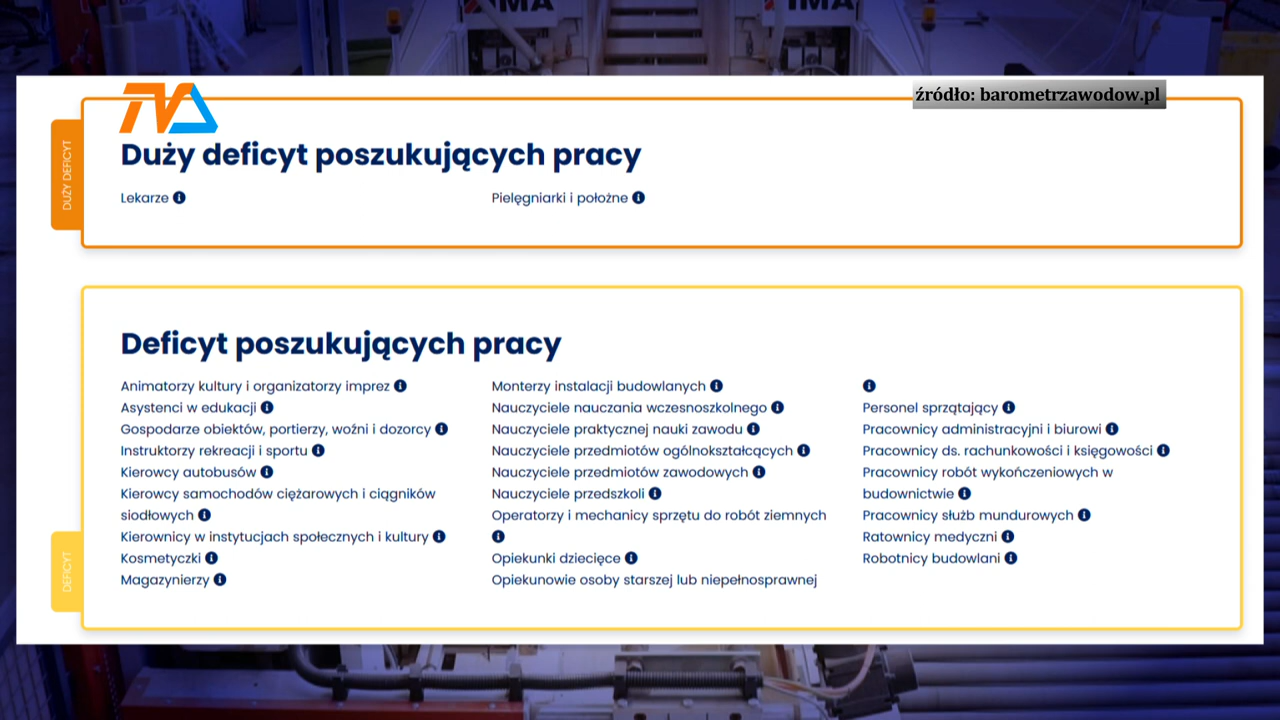 IMA
IMA
TVA
źródło: barometrzawodow.pl
DUŻY DEFICYT
Duży deficyt poszukujących pracy
Lekarze
Pielęgniarki i położne
DEFICYT
Deficyt poszukujących pracy
Animatorzy kultury i organizatorzy imprez
Asystenci w edukacji
Gospodarze obiektów, portierzy, woźni i dozorcy
Instruktorzy rekreacji i sportu
Kierowcy autobusów
Kierowcy samochodów ciężarowych i ciągników
siodłowych
Kierownicy w instytucjach społecznych i kultury
Kosmetyczki
Magazynierzy
Monterzy instalacji budowlanych
Nauczyciele nauczania wczesnoszkolnego
Nauczyciele praktycznej nauki zawodu
Nauczyciele przedmiotów ogólnokształcących
Nauczyciele przedmiotów zawodowych
Nauczyciele przedszkoli
Operatorzy i mechanicy sprzętu do robót ziemnych
Opiekunki dziecięce
Opiekunowie osoby starszej lub niepełnosprawnej
Personel sprzątający
Pracownicy administracyjni i biurowi
Pracownicy ds. rachunkowości i księgowości
Pracownicy robót wykończeniowych w
budownictwie
Pracownicy służb mundurowych
Ratownicy medyczni
Robotnicy budowlani